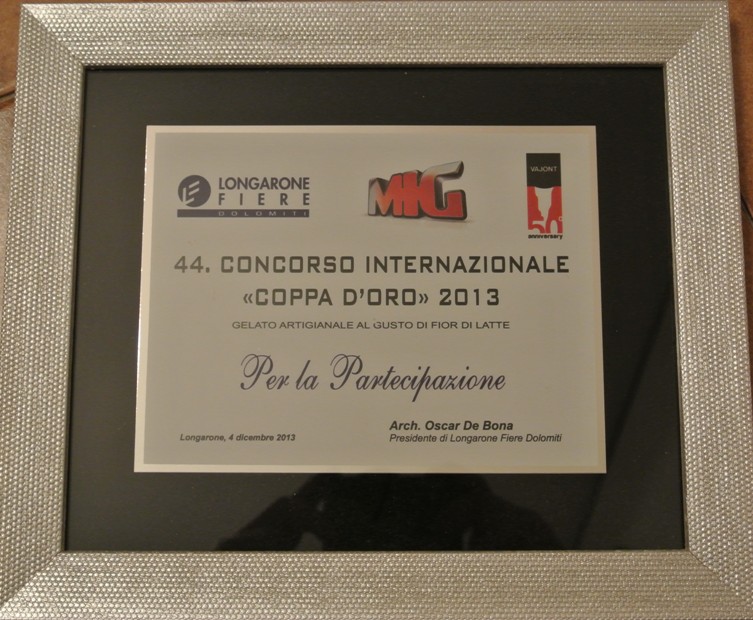 LONGARONE
FIERE
DOLOMITI
MIG
VAJONT
50°
anniversary
44. CONCORSO INTERNAZIONALE
«COPPA D'ORO» 2013
GELATO ARTIGIANALE AL GUSTO DI FIOR DI LATTE
Per la Partecipazione
Longarone, 4 dicembre 2013
Arch. Oscar De Bona
Presidente di Longarone Fiere Dolomiti